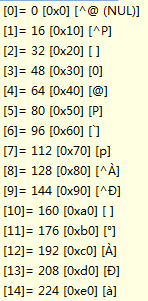 [0]= 0 [0x0] [^@ (NUL)]
[1]= 16 [0x10] [^P]
[2]= 32 [0x20] [ ]
[3]= 48 [0x30] [0]
[4]= 64 [0x40] [@]
[5]= 80 [0x50] [P]
[6]= 96 [0x60] [`]
[7]= 112 [0x70] [p]
[8]= 128 [0x80] [^À]
[9]= 144 [0x90] [^Ð]
[10]= 160 [0xa0] [ ]
[11]= 176 [0xb0] [°]
[12]= 192 [0xc0] [À]
[13]= 208 [0xd0] [Ð]
[14]= 224 [0xe0] [à]